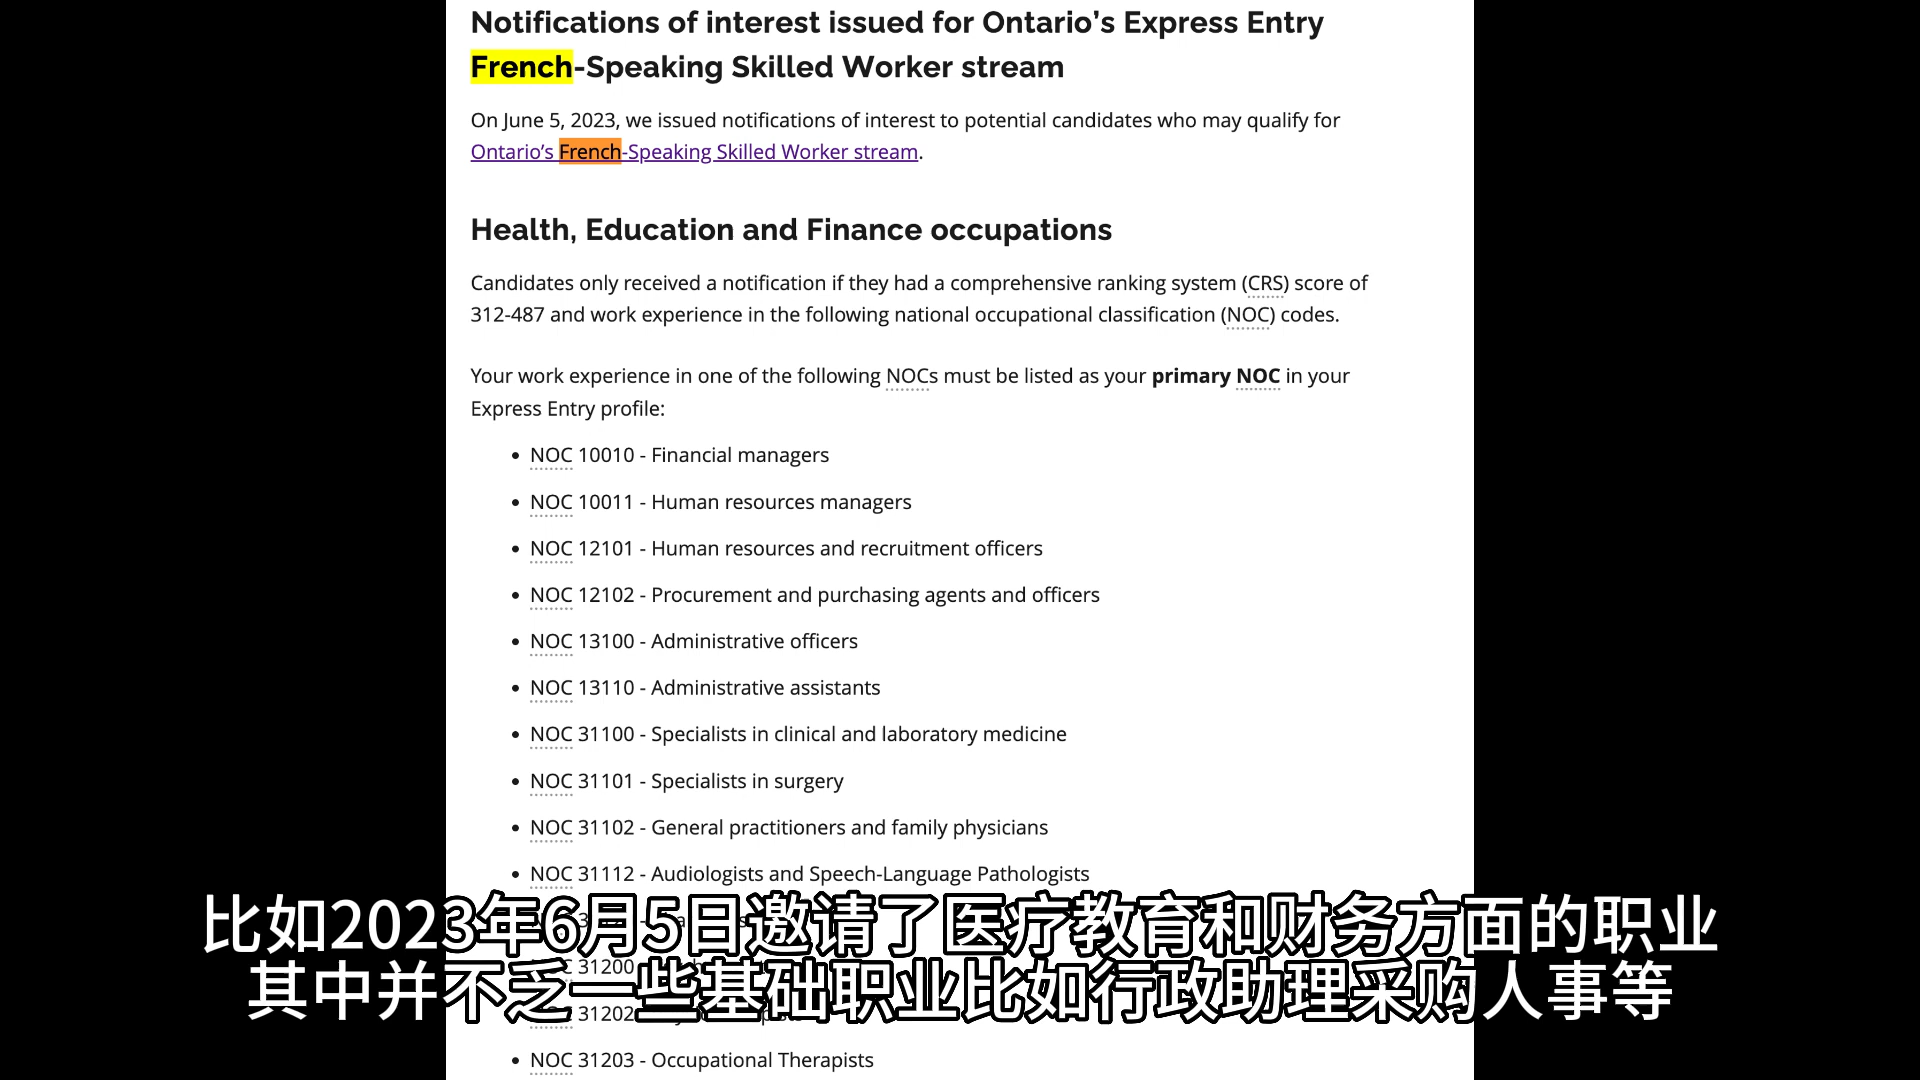 Notifications of interest issued for Ontario’s Express Entry
French-Speaking Skilled Worker stream
On June 5, 2023, we issued notifications of interest to potential candidates who may qualify for
Ontario’s French-Speaking Skilled Worker stream.
Health, Education and Finance occupations
Candidates only received a notification if they had a comprehensive ranking system (CRS) score of
312-487 and work experience in the following national occupational classification (NOC) codes.
Your work experience in one of the following NOCs must be listed as your primary NOC in your
Express Entry profile:
• NOC 10010 - Financial managers
• NOC 10011 - Human resources managers
• NOC 12101 - Human resources and recruitment officers
• NOC 12102 - Procurement and purchasing agents and officers
• NOC 13100 - Administrative officers
• NOC 13110 - Administrative assistants
• NOC 31100 - Specialists in clinical and laboratory medicine
• NOC 31101 - Specialists in surgery
• NOC 31102 - General practitioners and family physicians
• NOC 31112 - Audiologists and Speech-Language Pathologists
比如2023年6月5日邀请了医疗教育和财务方面的职业
31200
其中并不乏一些基础职业比如行政助理采购人事等
31202
• NOC 31203 - Occupational Therapists